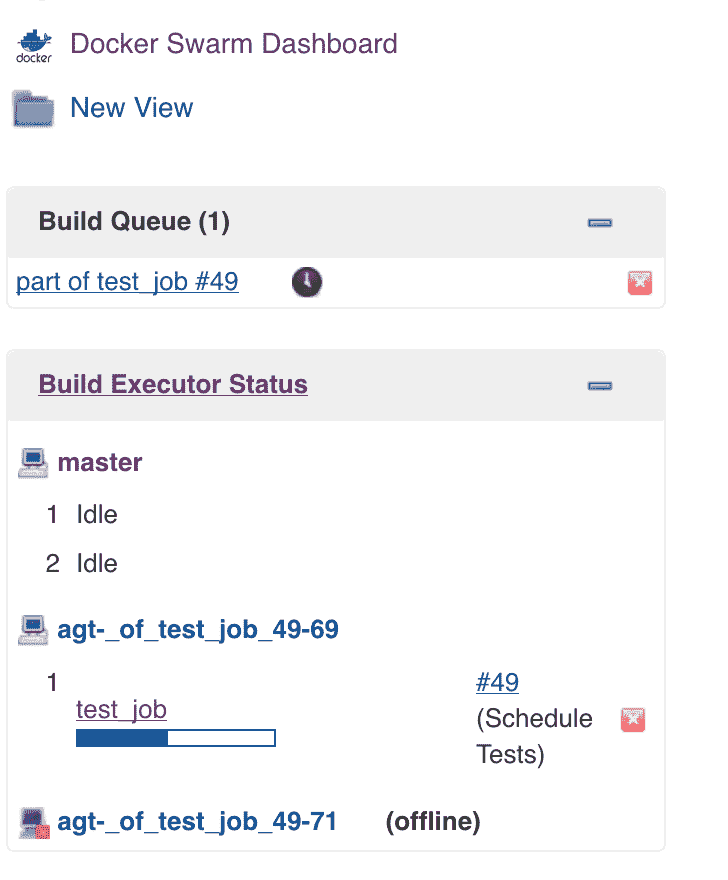 docker
Docker Swarm Dashboard
New View
Build Queue (1)
part of test_job #49
Build Executor Status
master
1 Idle
2 Idle
agt-_of_test_job_49-69
1
test_job
#49
(Schedule
Tests)
agt-_of_test_job_49-71 (offline)